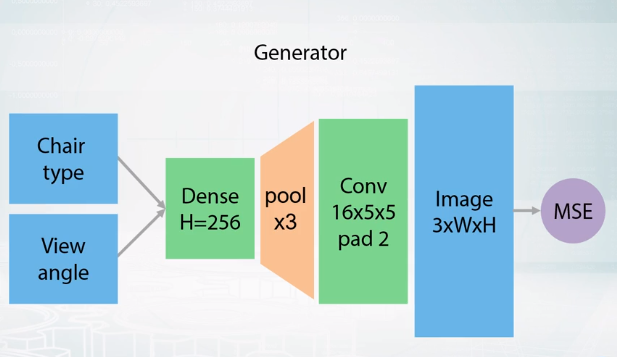 Generator
Chair
type
View
angle
Dense
H=256
pool
x3
Conv
16x5x5
pad 2
Image
3xWxH
MSE